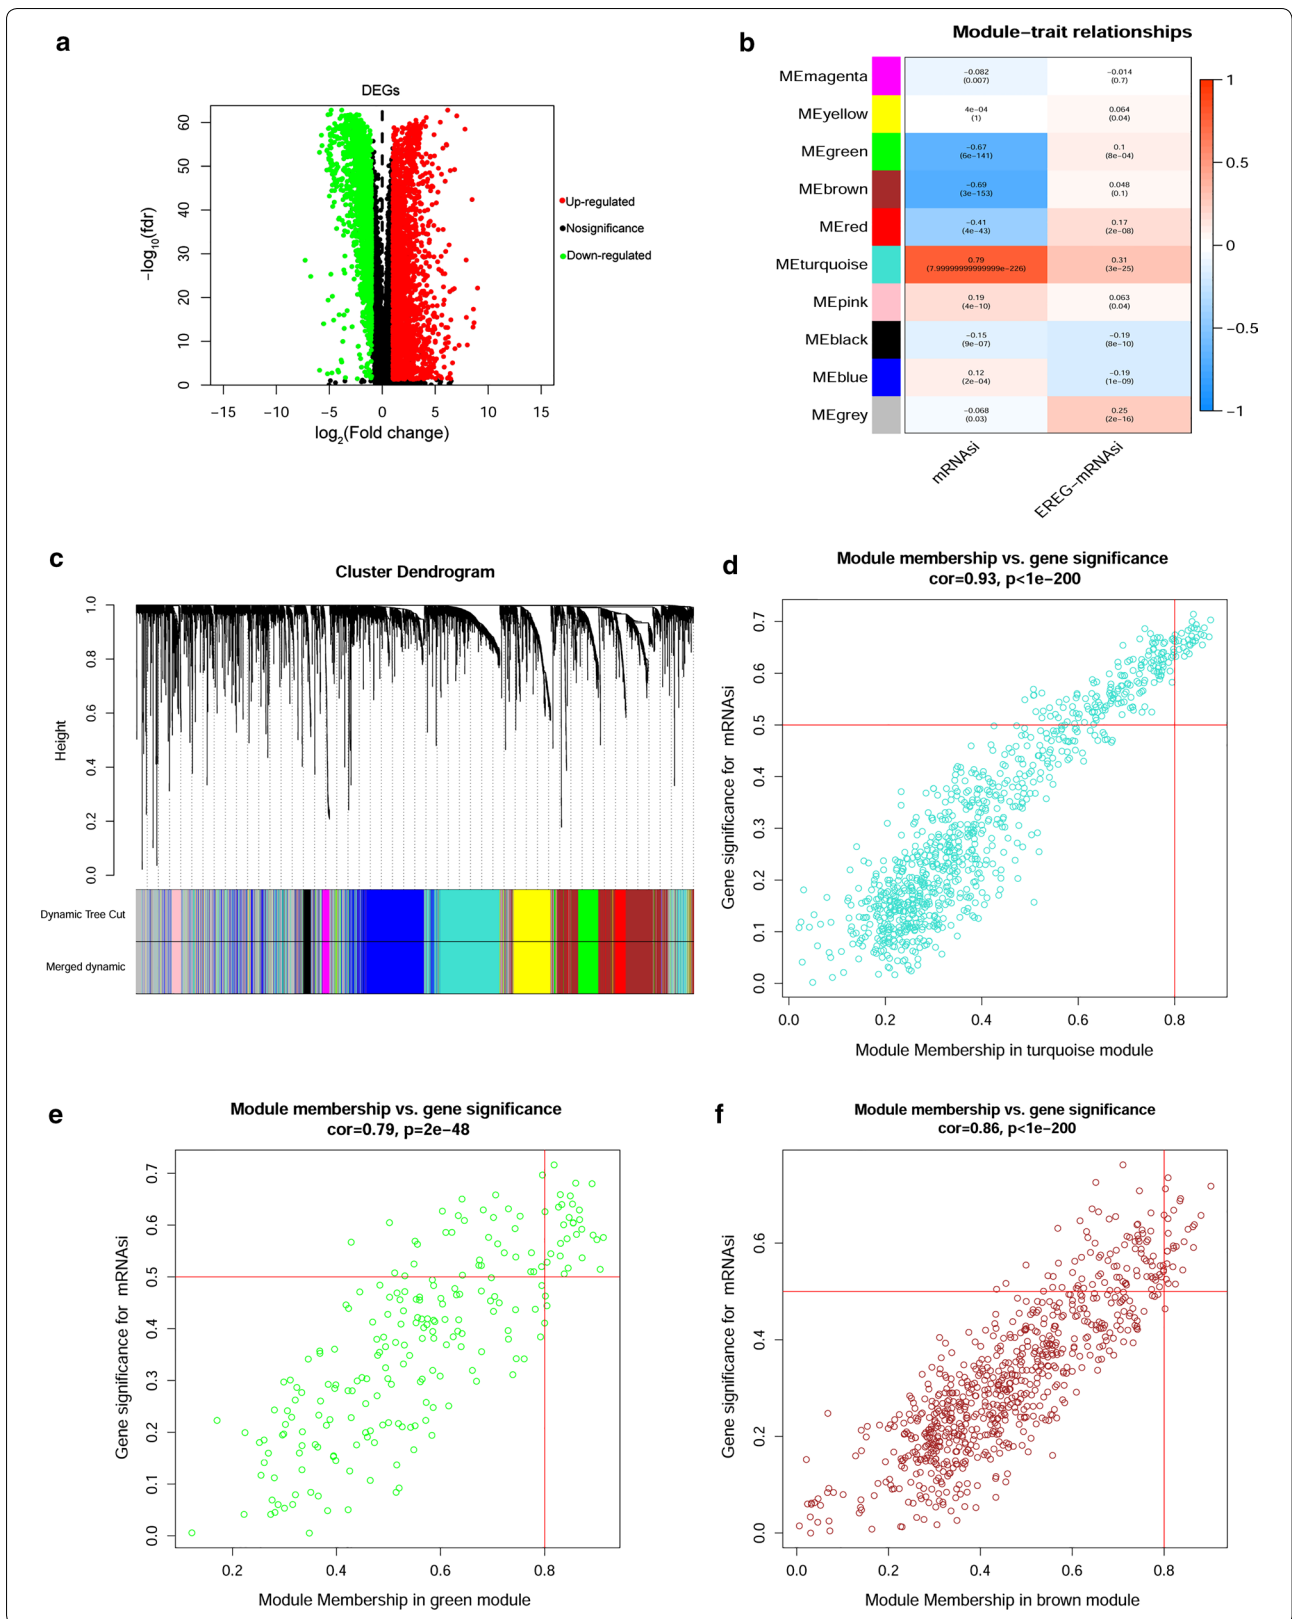 a
DEGs
−log10(fdr)
60
50
40
30
20
10
0
−15 −10 −5 0 5 10 15
log2(Fold change)
Up-regulated
Nosignificance
Down-regulated
b
Module−trait relationships
MEmagenta −0.082 (0.007) −0.014 (0.7)
MEyellow 4e−04 (1) 0.064 (0.04)
MEgreen −0.67 (6e−141) 0.1 (8e−04)
MEbrown −0.69 (3e−153) 0.048 (0.1)
MEred −0.41 (4e−43) 0.17 (2e−08)
MEturquoise 0.79 (7.99999999999999e−226) 0.31 (3e−25)
MEpink 0.19 (4e−10) 0.063 (0.04)
MEblack −0.15 (9e−07) −0.19 (8e−10)
MEblue 0.12 (2e−04) −0.19 (1e−09)
MEgrey −0.068 (0.03) 0.25 (2e−16)
mRNAsi
EREG−mRNAsi
1
0.5
0
−0.5
−1
c
Cluster Dendrogram
Height
1.0
0.8
0.6
0.4
0.2
0.0
Dynamic Tree Cut
Merged dynamic
d
Module membership vs. gene significance
cor=0.93, p<1e−200
Gene significance for mRNAsi
0.7
0.6
0.5
0.4
0.3
0.2
0.1
0.0
0.0 0.2 0.4 0.6 0.8
Module Membership in turquoise module
e
Module membership vs. gene significance
cor=0.79, p=2e−48
Gene significance for mRNAsi
0.7
0.6
0.5
0.4
0.3
0.2
0.1
0.0
0.2 0.4 0.6 0.8
Module Membership in green module
f
Module membership vs. gene significance
cor=0.86, p<1e−200
Gene significance for mRNAsi
0.6
0.4
0.2
0.0
0.0 0.2 0.4 0.6 0.8
Module Membership in brown module